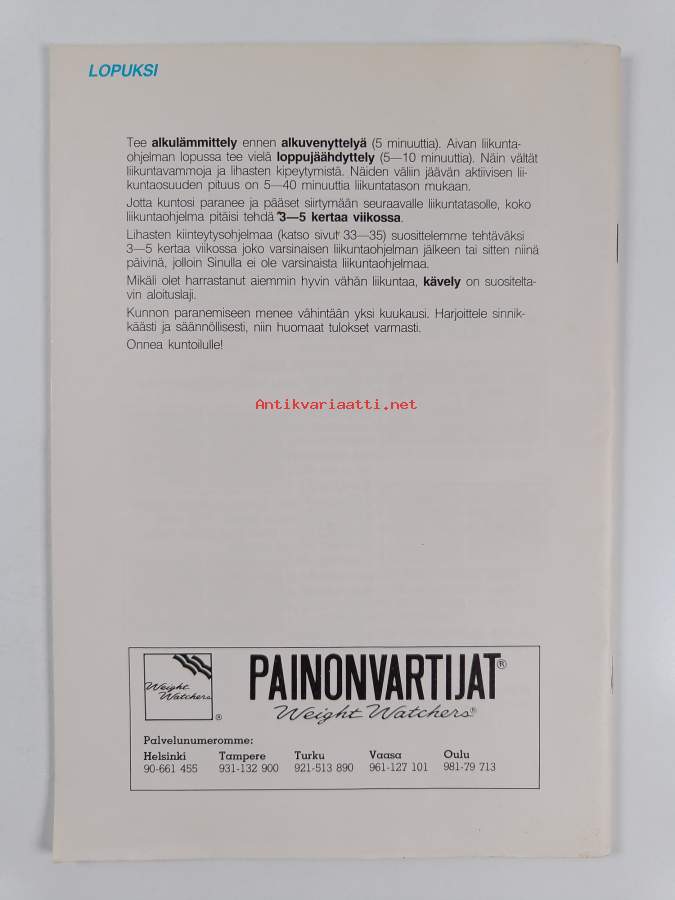 LOPUKSI
Tee alkulämmittely ennen alkuvenyttelyä (5 minuuttia). Aivan liikunta-
ohjelman lopussa tee vielä loppujäähdyttely (5—10 minuuttia). Näin vältät
liikuntavammoja ja lihasten kipeytymistä. Näiden väliin jäävän aktiivisen lii-
kuntaosuuden pituus on 5—40 minuuttia liikuntatason mukaan.
Jotta kuntosi paranee ja pääset siirtymään seuraavalle liikuntatasolle, koko
liikuntaohjelma pitäisi tehdä 3—5 kertaa viikossa.
Lihasten kiinteytysohjelmaa (katso sivut 33—35) suosittelemme tehtäväksi
3—5 kertaa viikossa joko varsinaisen liikuntaohjelman jälkeen tai sitten niinä
päivinä, jolloin Sinulla ei ole varsinaista liikuntaohjelmaa.
Mikäli olet harrastanut aiemmin hyvin vähän liikuntaa, kävely on suositelta-
vin aloituslaji.
Kunnon paranemiseen menee vähintään yksi kuukausi. Harjoittele sinnik-
käästi ja säännöllisesti, niin huomaat tulokset varmasti.
Onnea kuntoilulle!
Antikvariaatti.net
Weight
Watchers
®
PAINONVARTIJAT®
Weight Watchers®
Palvelunumeromme:
Helsinki Tampere Turku Vaasa Oulu
90-661 455 931-132 900 921-513 890 961-127 101 981-79 713